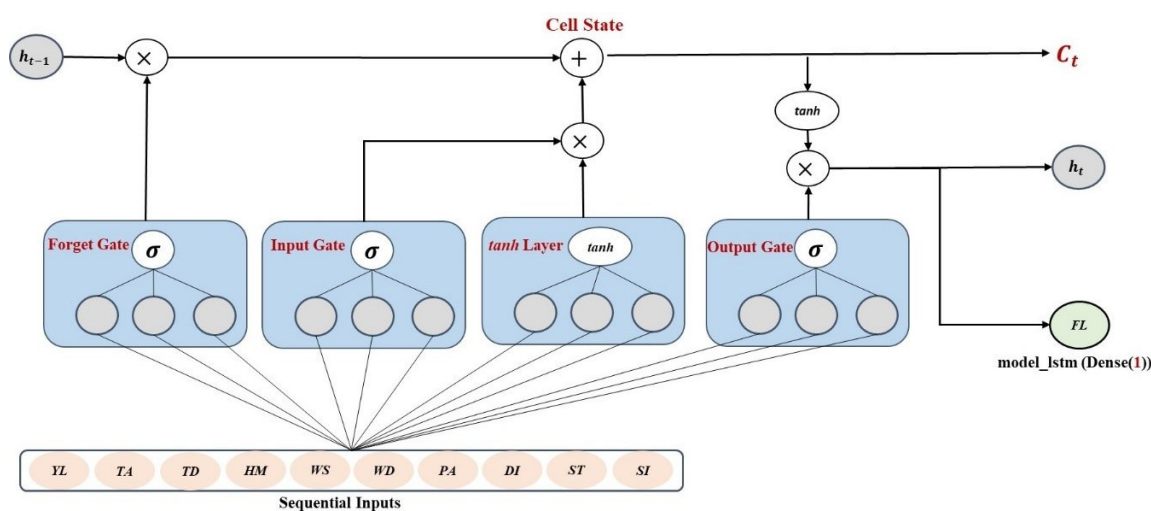 Cell State
h_{t−1}
×
+
C_t
tanh
×
×
h_t
Forget Gate
σ
Input Gate
σ
tanh Layer
tanh
Output Gate
σ
FL
model_lstm (Dense(1))
YL TA TD HM WS WD PA DI ST SI
Sequential Inputs